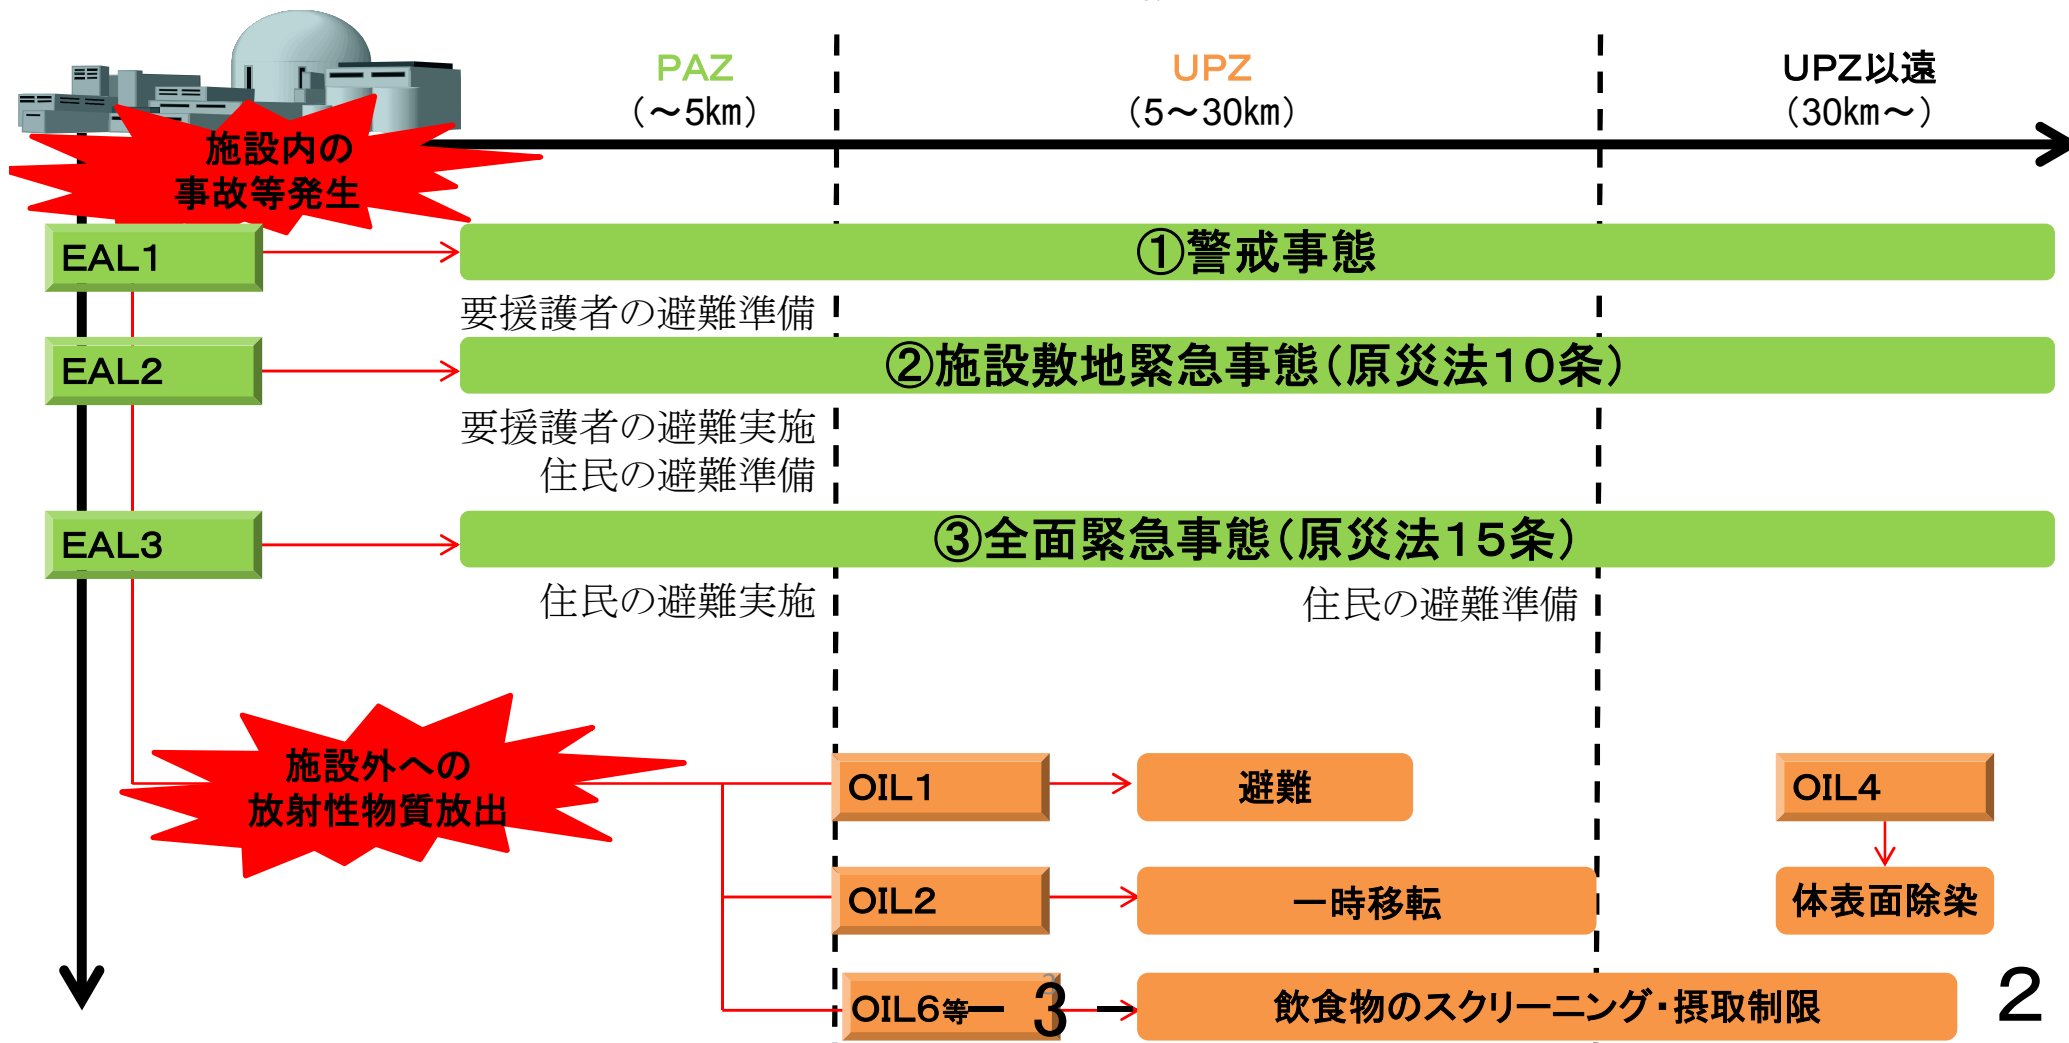 PAZ
（～5km）
UPZ
（5～30km）
UPZ以遠
（30km～）
施設内の
事故等発生
EAL1
①警戒事態
要援護者の避難準備
EAL2
②施設敷地緊急事態（原災法10条）
要援護者の避難実施
住民の避難準備
EAL3
③全面緊急事態（原災法15条）
住民の避難実施
住民の避難準備
施設外への
放射性物質放出
OIL1
避難
OIL4
OIL2
一時移転
体表面除染
OIL6等
－ 3 －
飲食物のスクリーニング・摂取制限
2